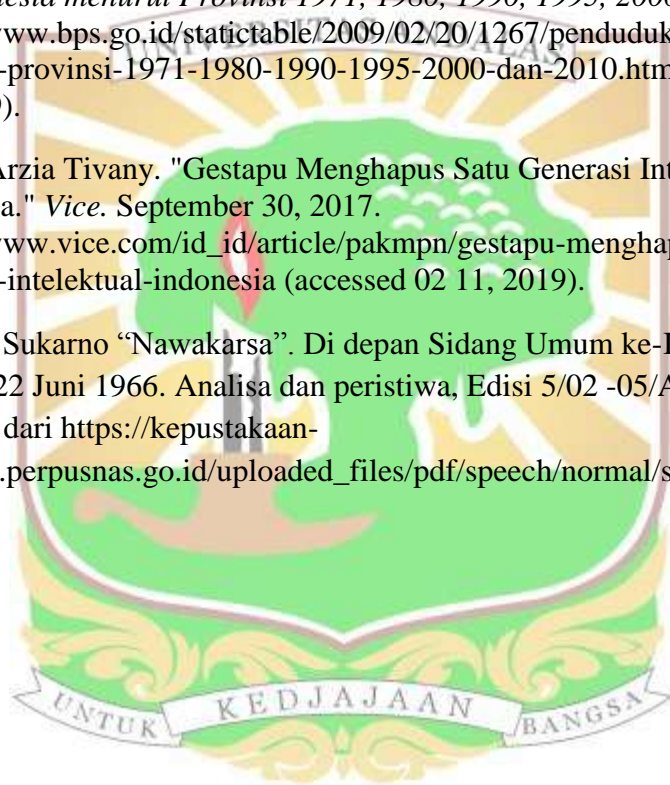 esia menurut Provinsi 1971, 1980, 1990, 1995, 2000
www.bps.go.id/statictable/2009/02/20/1267/penduduk
-provinsi-1971-1980-1990-1995-2000-dan-2010.htm
).
UNIVERSITAS ANDALAS
Arzia Tivany. "Gestapu Menghapus Satu Generasi Int
a." Vice. September 30, 2017.
www.vice.com/id_id/article/pakmpn/gestapu-menghap
-intelektual-indonesia (accessed 02 11, 2019).
Sukarno “Nawakarsa”. Di depan Sidang Umum ke-I
22 Juni 1966. Analisa dan peristiwa, Edisi 5/02 -05/A
dari https://kepustakaan-
.perpusnas.go.id/uploaded_files/pdf/speech/normal/s
UNTUK KEDJAJAAN BANGSA